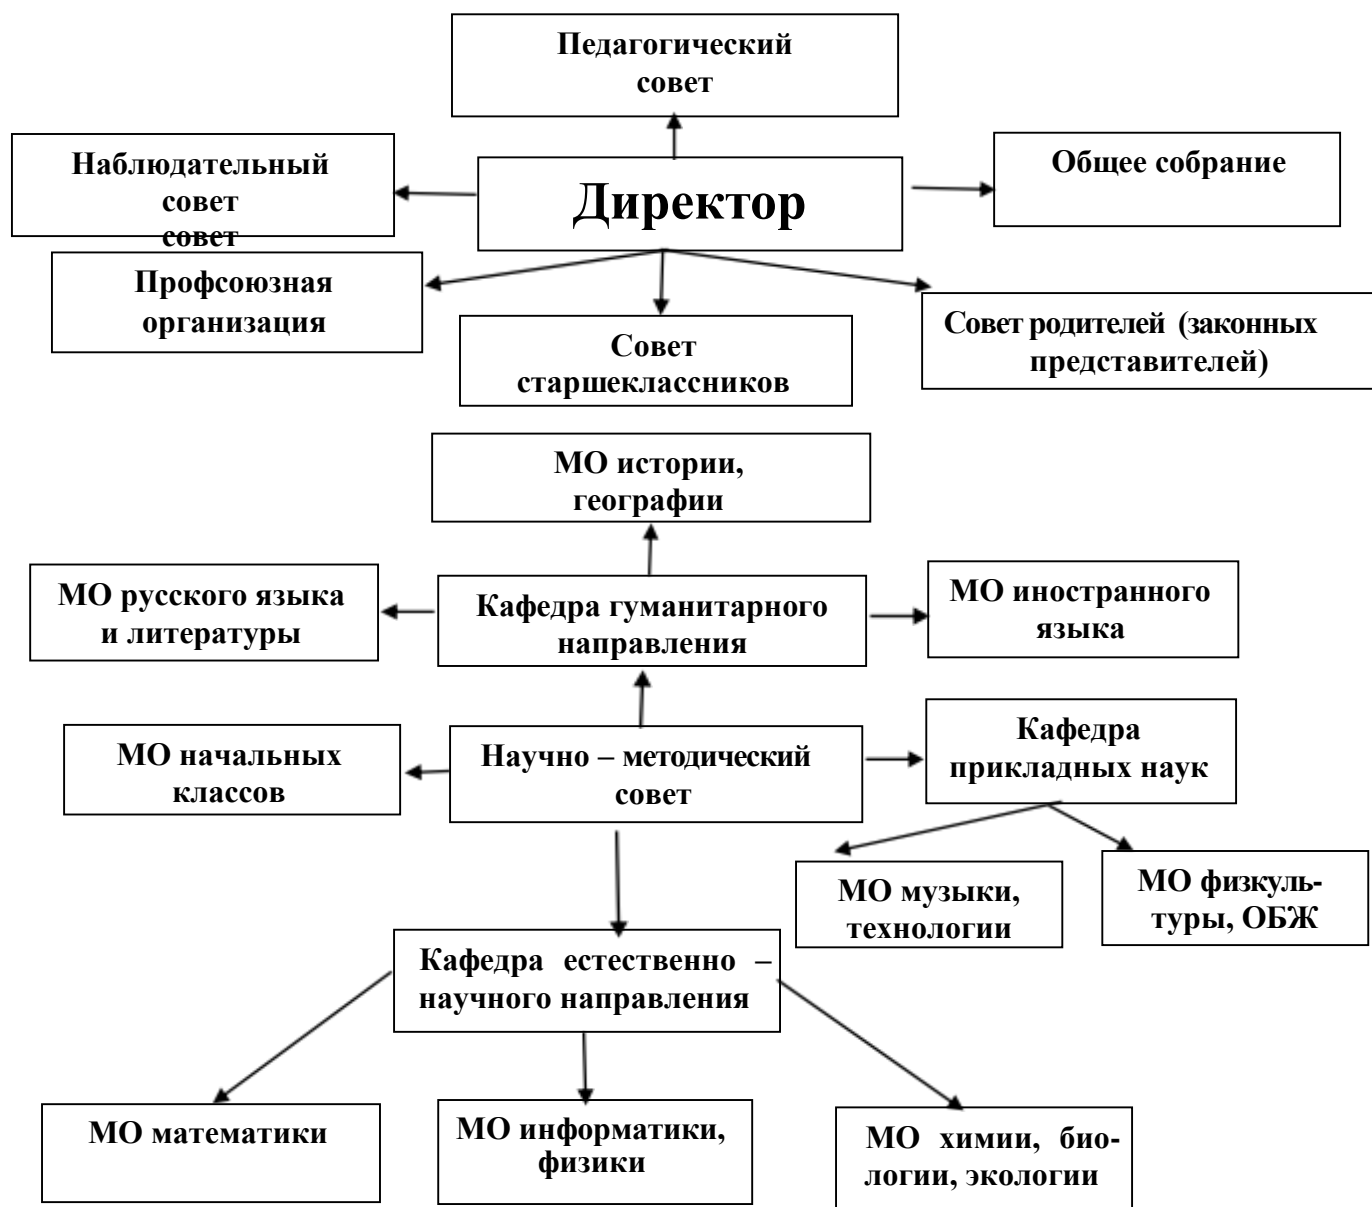 Педагогический
совет
Наблюдательный
совет
совет
Директор
Общее собрание
Профсоюзная
организация
Совет
старшеклассников
Совет родителей (законных
представителей)
МО истории,
географии
МО русского языка
и литературы
Кафедра гуманитарного
направления
МО иностранного
языка
МО начальных
классов
Научно – методический
совет
Кафедра
прикладных наук
МО музыки,
технологии
МО физкуль-
туры, ОБЖ
Кафедра естественно –
научного направления
МО математики
МО информатики,
физики
МО химии, био-
логии, экологии